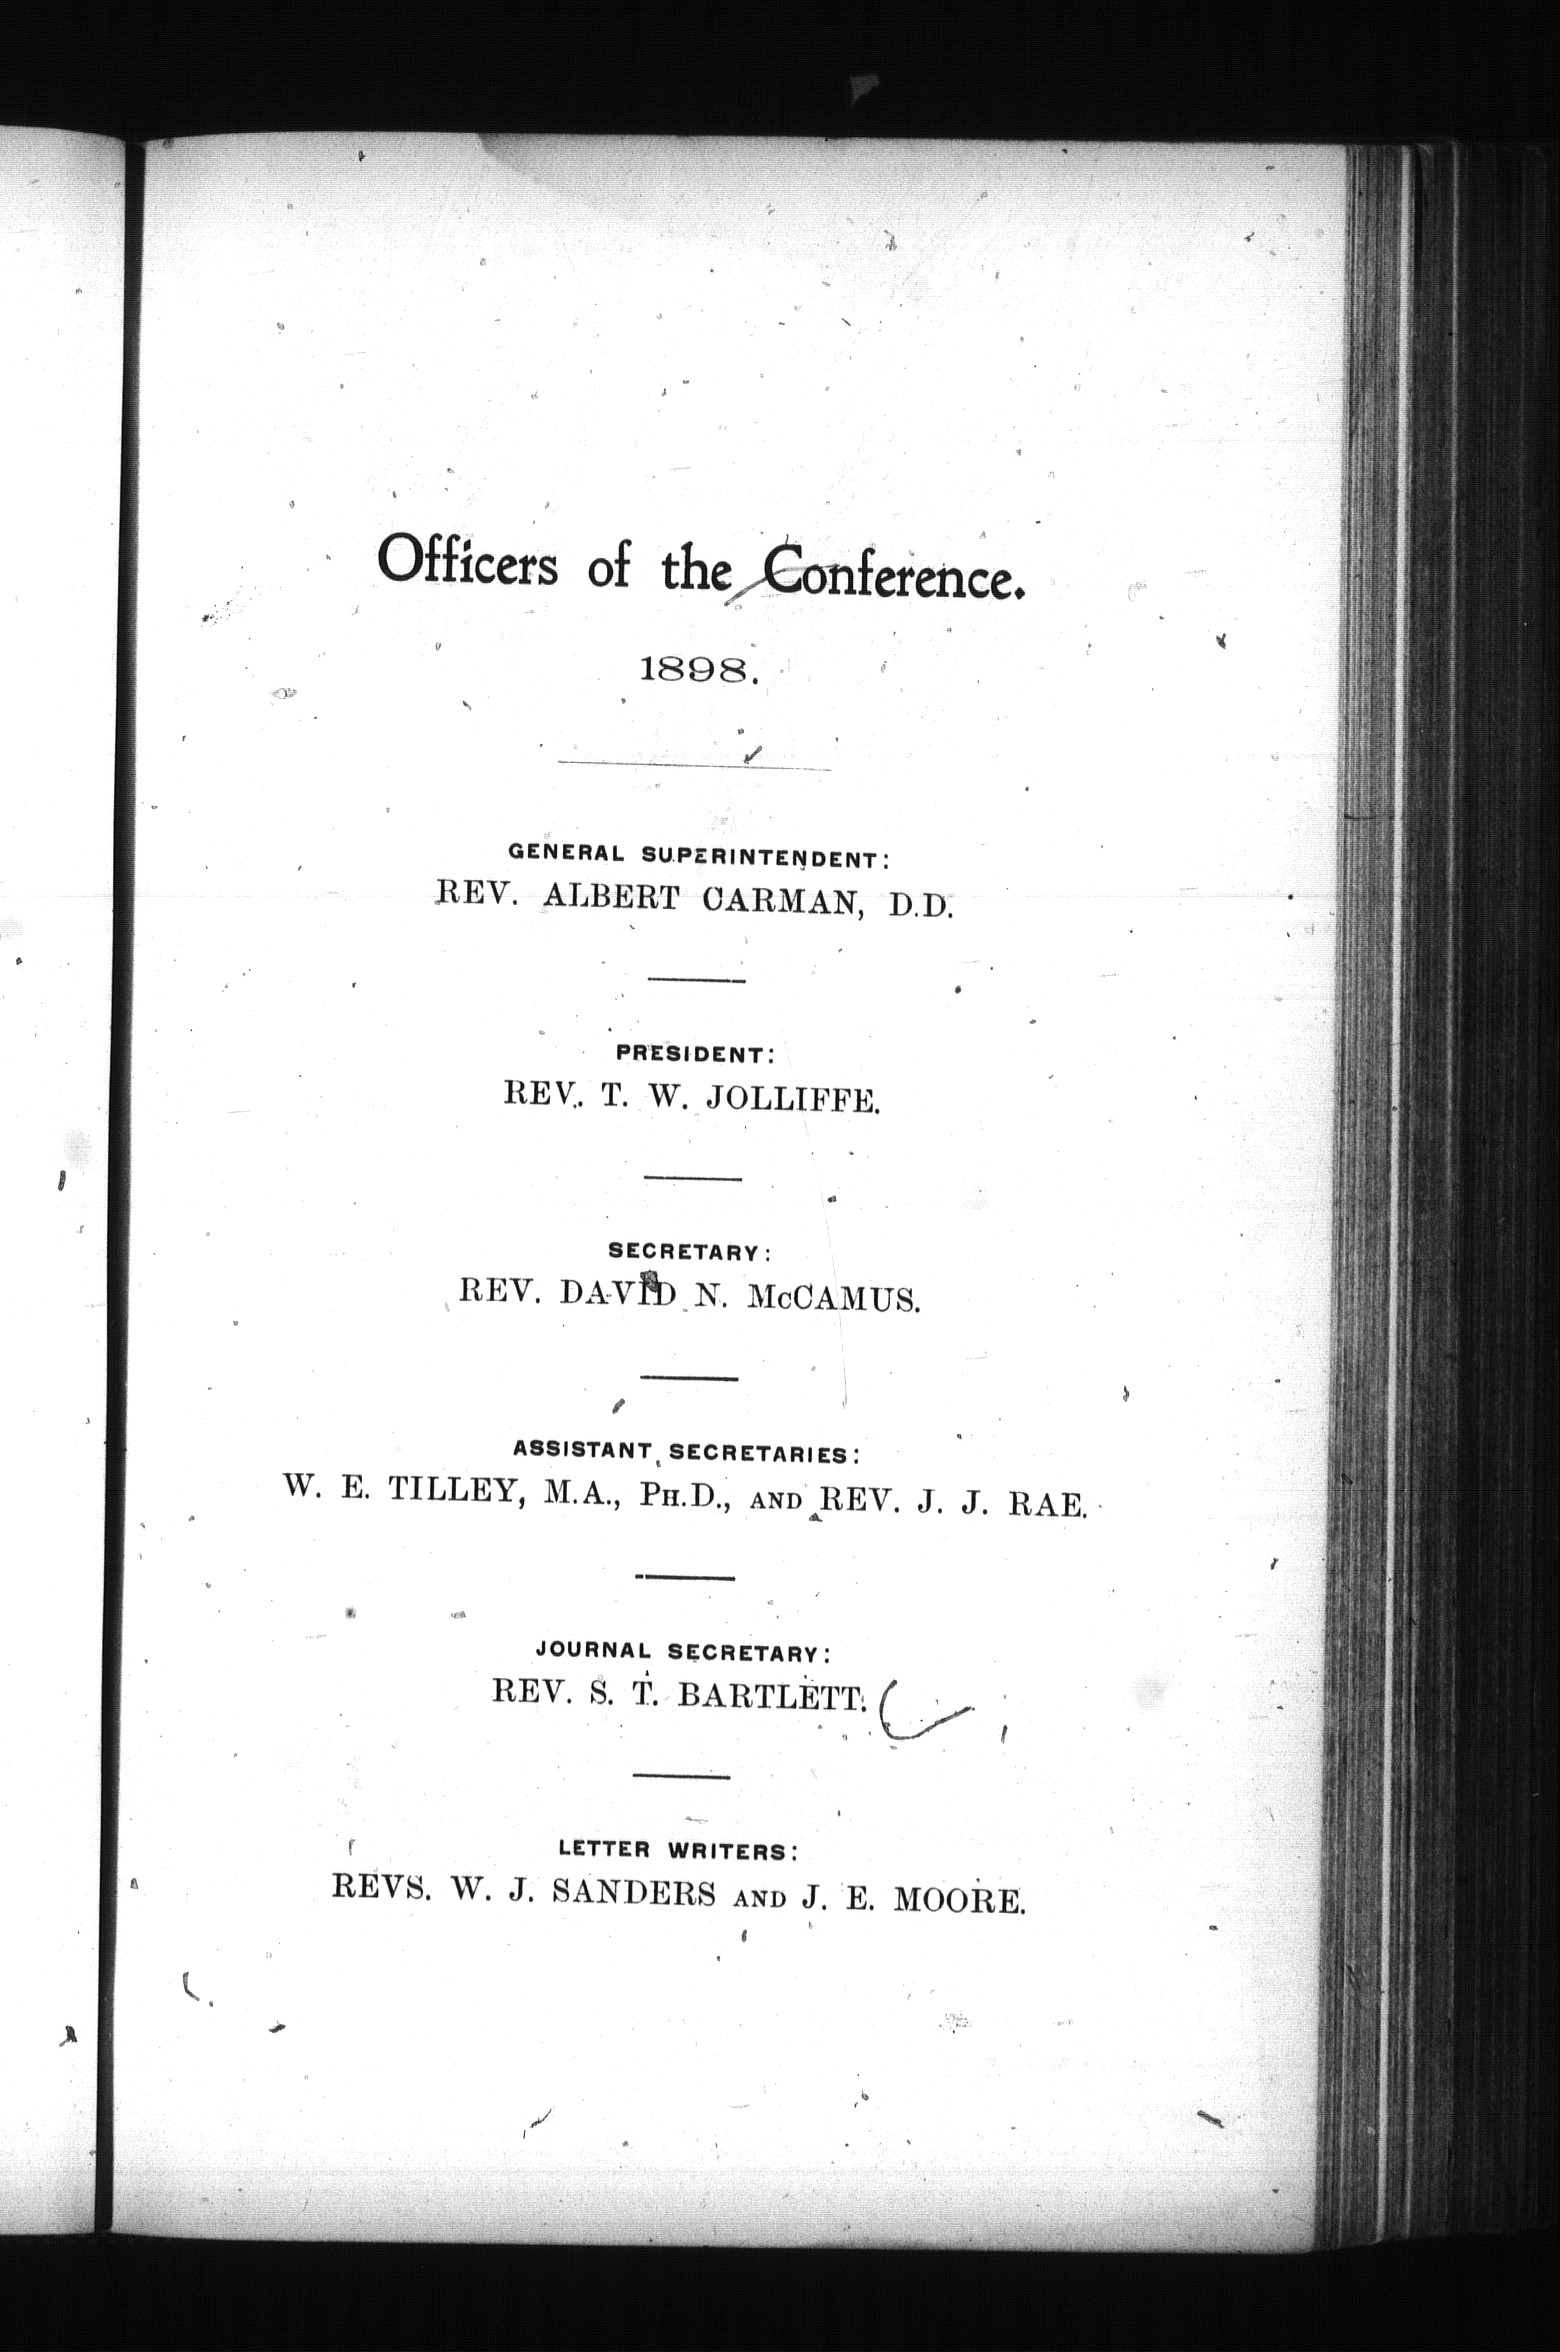 Officers of the Conference.
1898.
GENERAL SUPERINTENDENT:
REV. ALBERT CARMAN, D.D.
PRESIDENT:
REV. T. W. JOLLIFFE.
SECRETARY:
REV. DAVID N. McCAMUS.
ASSISTANT SECRETARIES:
W. E. TILLEY, M.A., PH.D., AND REV. J. J. RAE.
JOURNAL SECRETARY:
REV. S. T. BARTLETT.
LETTER WRITERS:
REVS. W. J. SANDERS AND J. E. MOORE.